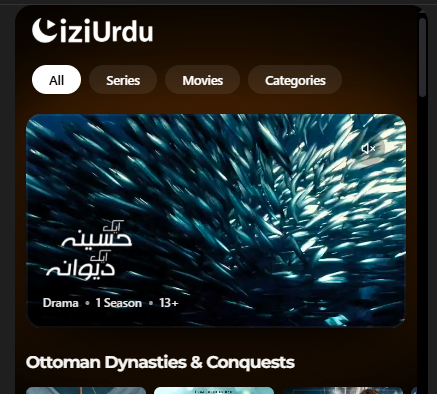 iziUrdu
All Series Movies Categories
ایک
حسینہ
ایک
دیوانہ
Drama • 1 Season • 13+
Ottoman Dynasties & Conquests